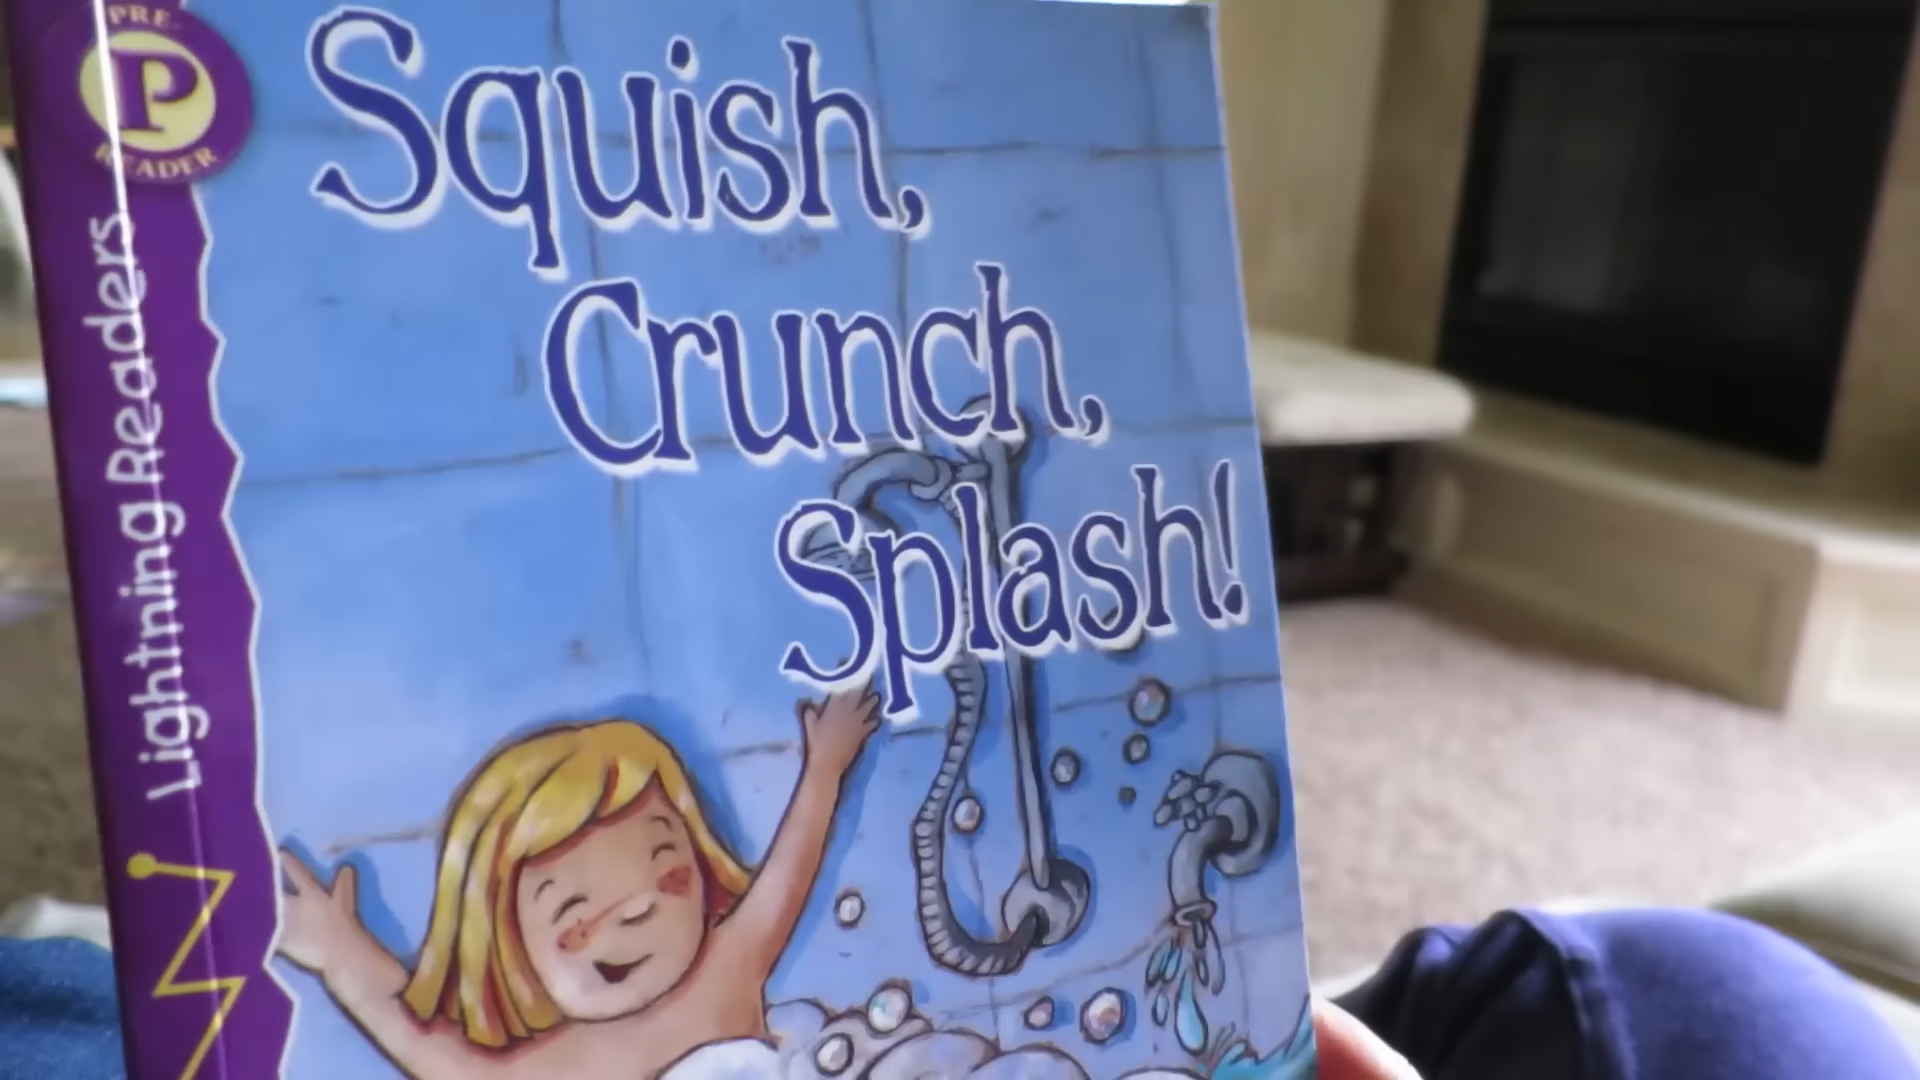 PRE-
P
READER
Lightning Readers
Squish,
Crunch,
Splash!